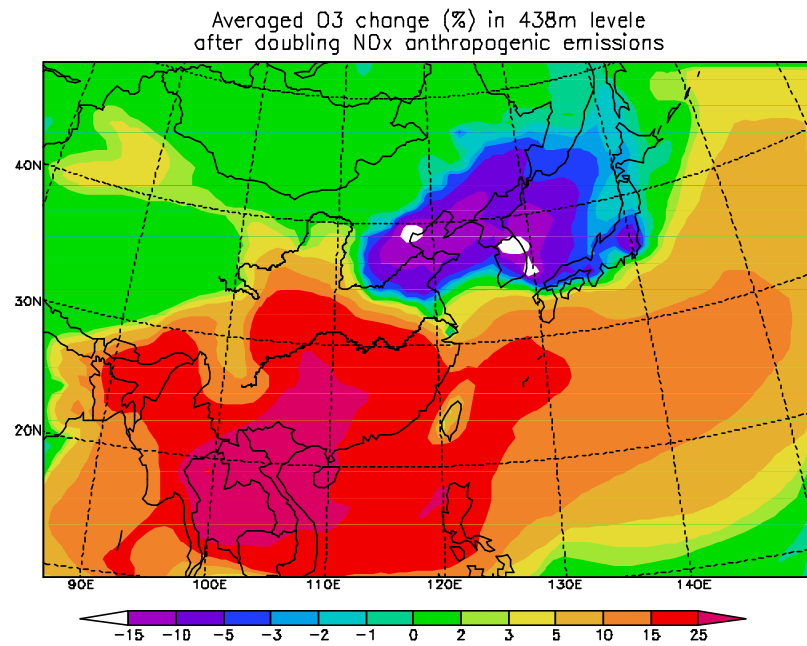 Averaged O3 change (%) in 438m levele
after doubling NOx anthropogenic emissions
40N
30N
20N
90E 100E 110E 120E 130E 140E
-15 -10 -5 -3 -2 -1 0 2 3 5 10 15 25